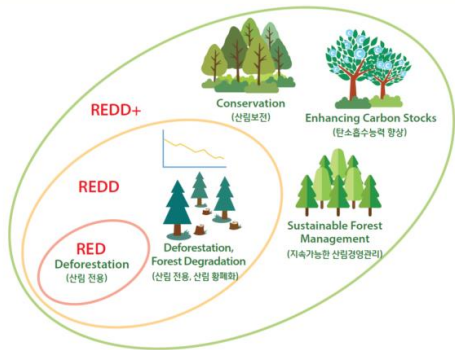 Conservation
(산림보전)
Enhancing Carbon Stocks
(탄소흡수능력 향상)
REDD+
REDD
Sustainable Forest
Management
(지속가능한 산림경영관리)
RED
Deforestation
(산림 전용)
Deforestation,
Forest Degradation
(산림 전용, 산림 황폐화)